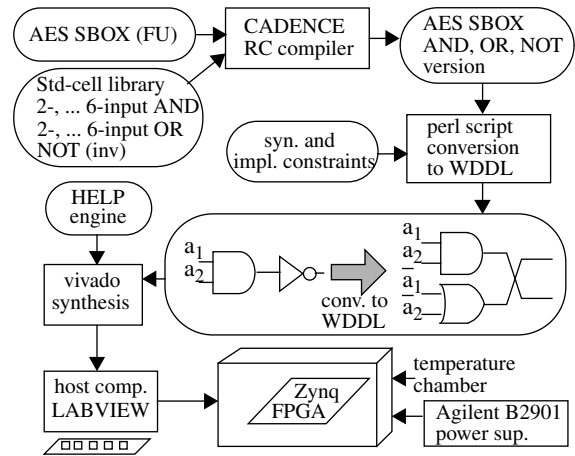 AES SBOX (FU)
CADENCE
RC compiler
AES SBOX
AND, OR, NOT
version
Std-cell library
2-, ... 6-input AND
2-, ... 6-input OR
NOT (inv)
syn. and
impl. constraints
perl script
conversion
to WDDL
HELP
engine
vivado
synthesis
a1
a2
conv. to
WDDL
a1
a2
a1
a2
host comp.
LABVIEW
Zynq
FPGA
temperature
chamber
Agilent B2901
power sup.